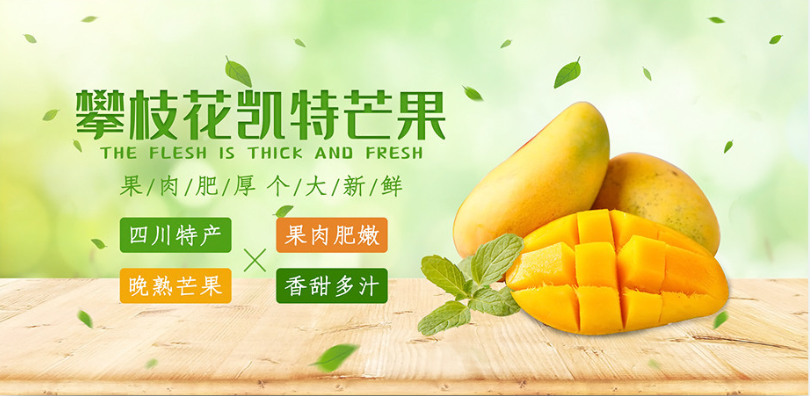 攀枝花凯特芒果
THE FLESH IS THICK AND FRESH
果/肉/肥/厚 个/大/新/鲜
四川特产 × 果肉肥嫩
晚熟芒果 香甜多汁